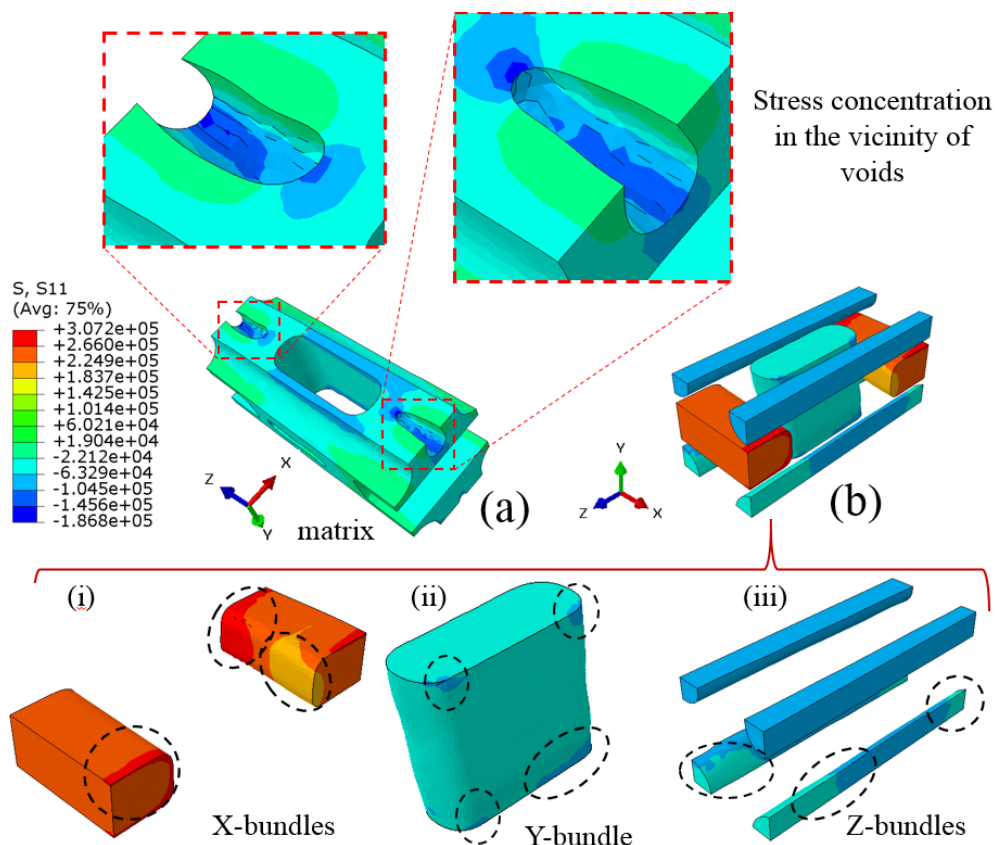 Stress concentration
in the vicinity of
voids
S, S11
(Avg: 75%)
+3.072e+05
+2.660e+05
+2.249e+05
+1.837e+05
+1.425e+05
+1.014e+05
+6.021e+04
+1.904e+04
-2.212e+04
-6.329e+04
-1.045e+05
-1.456e+05
-1.868e+05
X
Z
Y
matrix
(a)
Y
Z
X
(b)
(i)
(ii)
(iii)
X-bundles
Y-bundle
Z-bundles